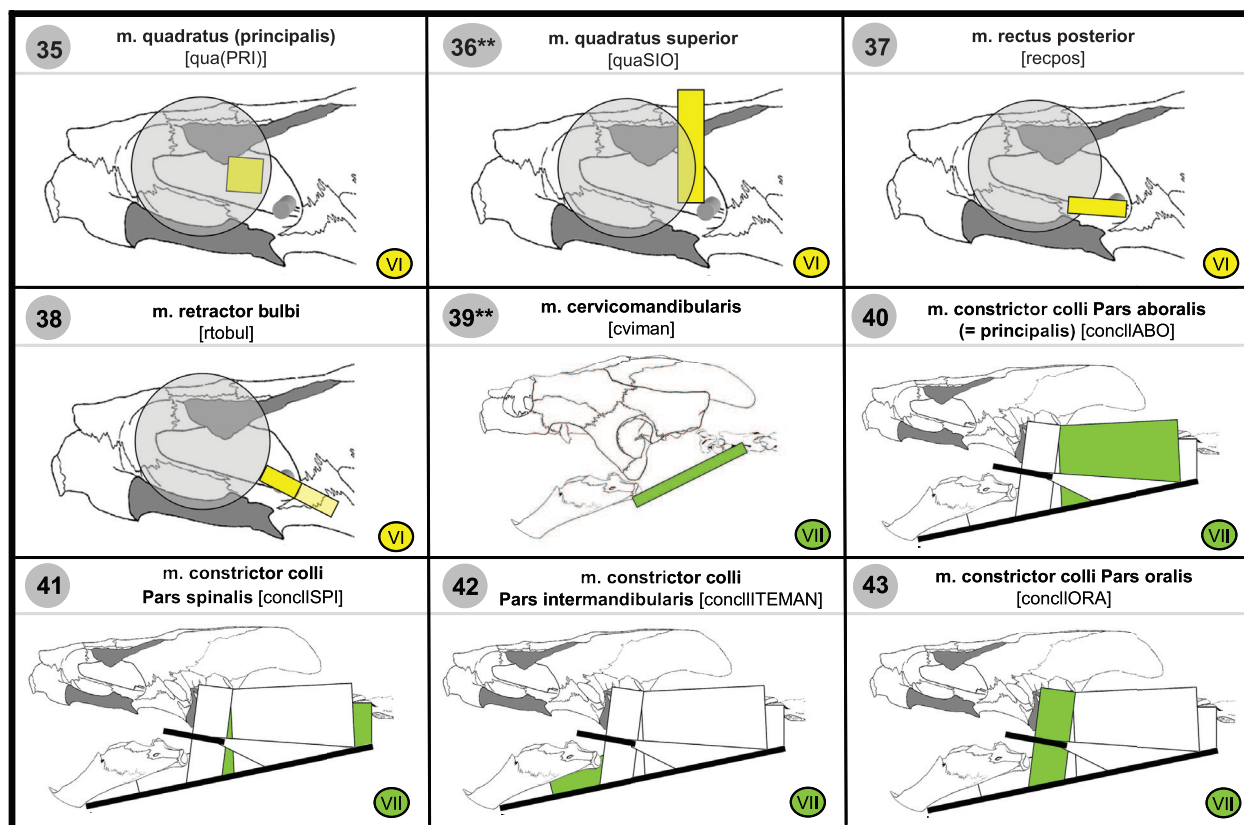 35
m. quadratus (principalis)
[qua(PRI)]
VI
36**
m. quadratus superior
[quaSIO]
VI
37
m. rectus posterior
[recpos]
VI
38
m. retractor bulbi
[rtobul]
VI
39**
m. cervicomandibularis
[cviman]
VII
40
m. constrictor colli Pars aboralis
(= principalis) [concllABO]
VII
41
m. constrictor colli
Pars spinalis [concllSPI]
VII
42
m. constrictor colli
Pars intermandibularis [concllITEMAN]
VII
43
m. constrictor colli Pars oralis
[concllORA]
VII